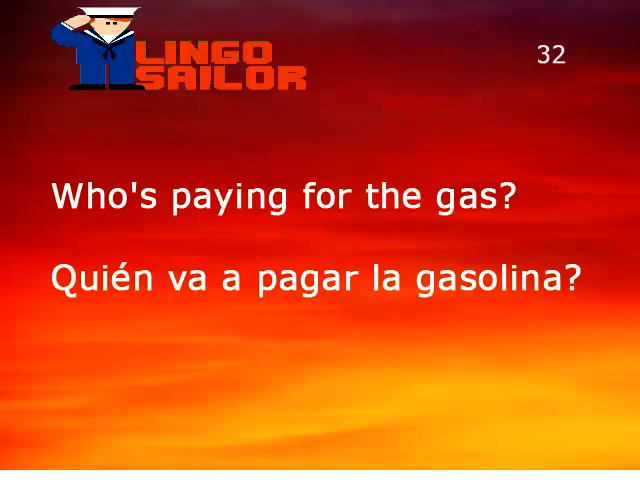 LINGO
SAILOR
32
Who's paying for the gas?
Quién va a pagar la gasolina?